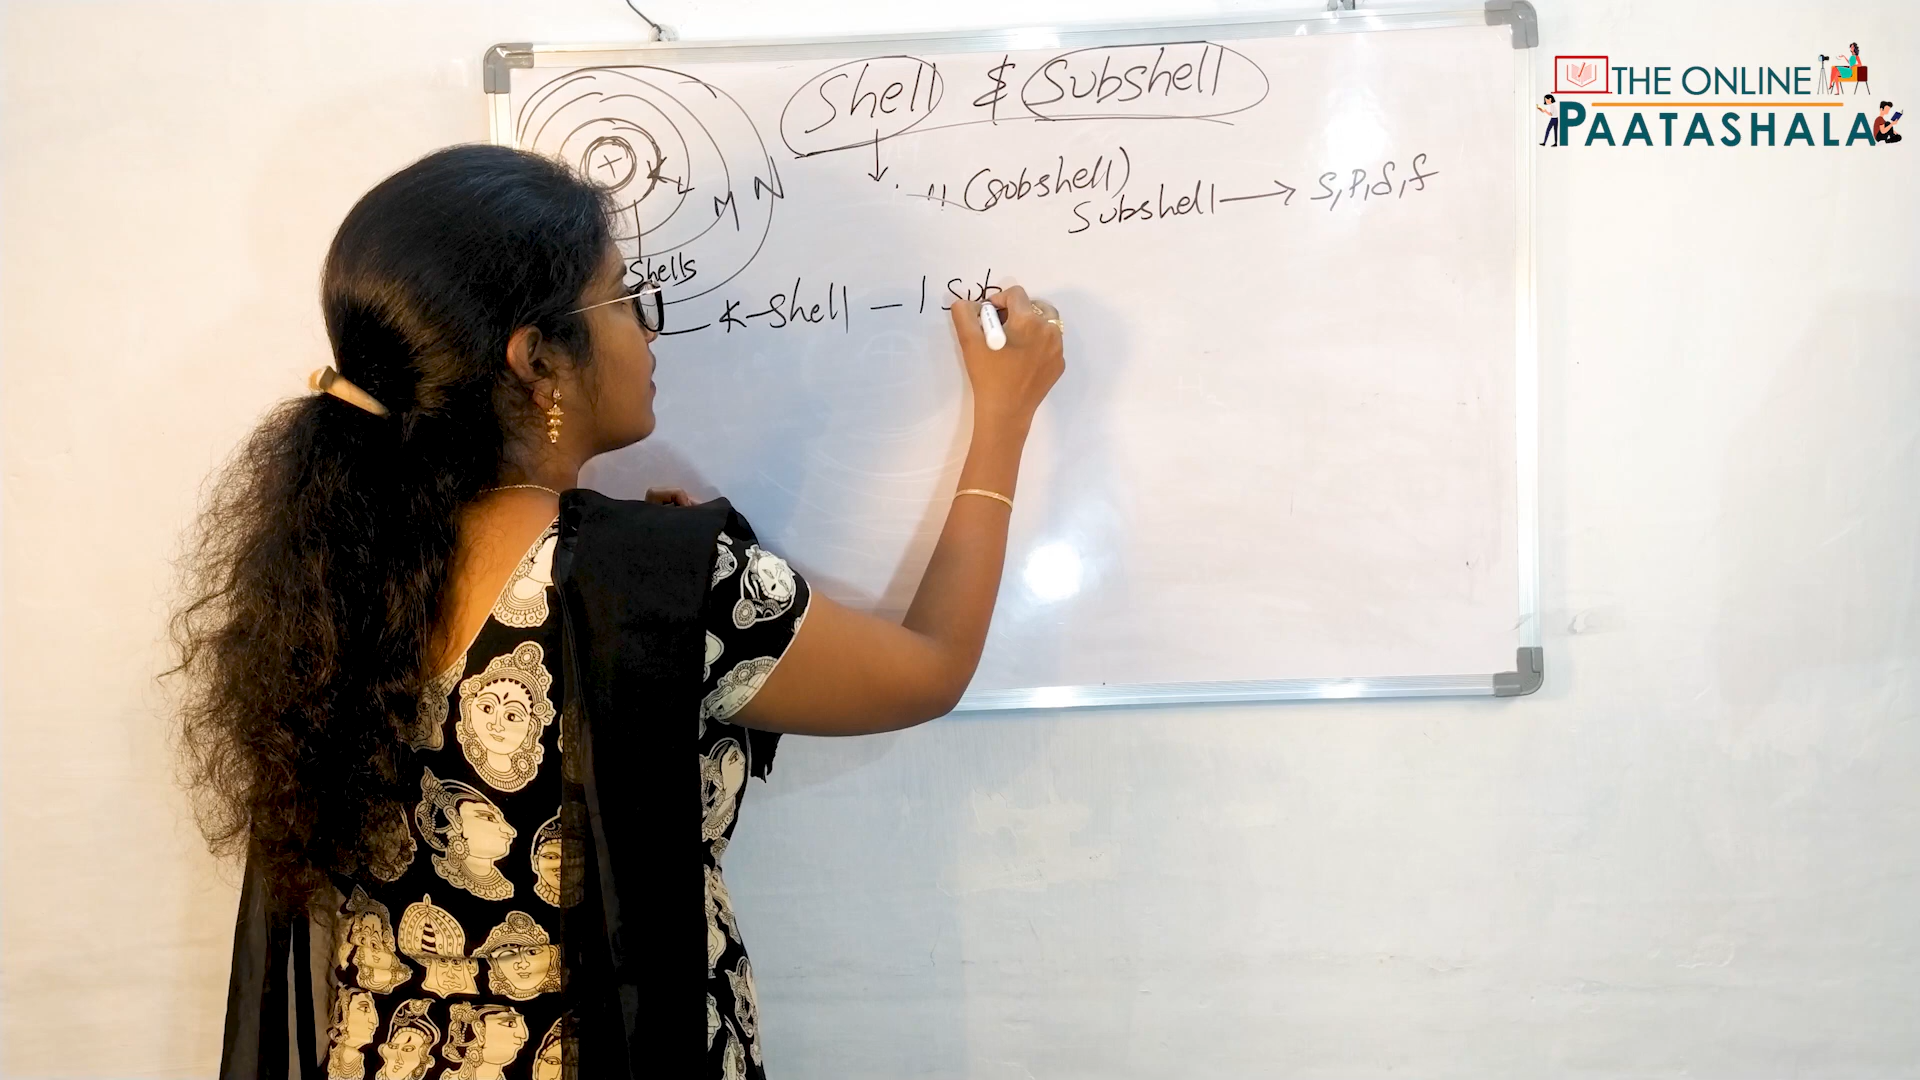 THE ONLINE
PAATASHALA
Shell & Subshell
+ K L M N
(subshell)
Subshell → s, p, d, f
Shells
K-Shell - 1 Sub